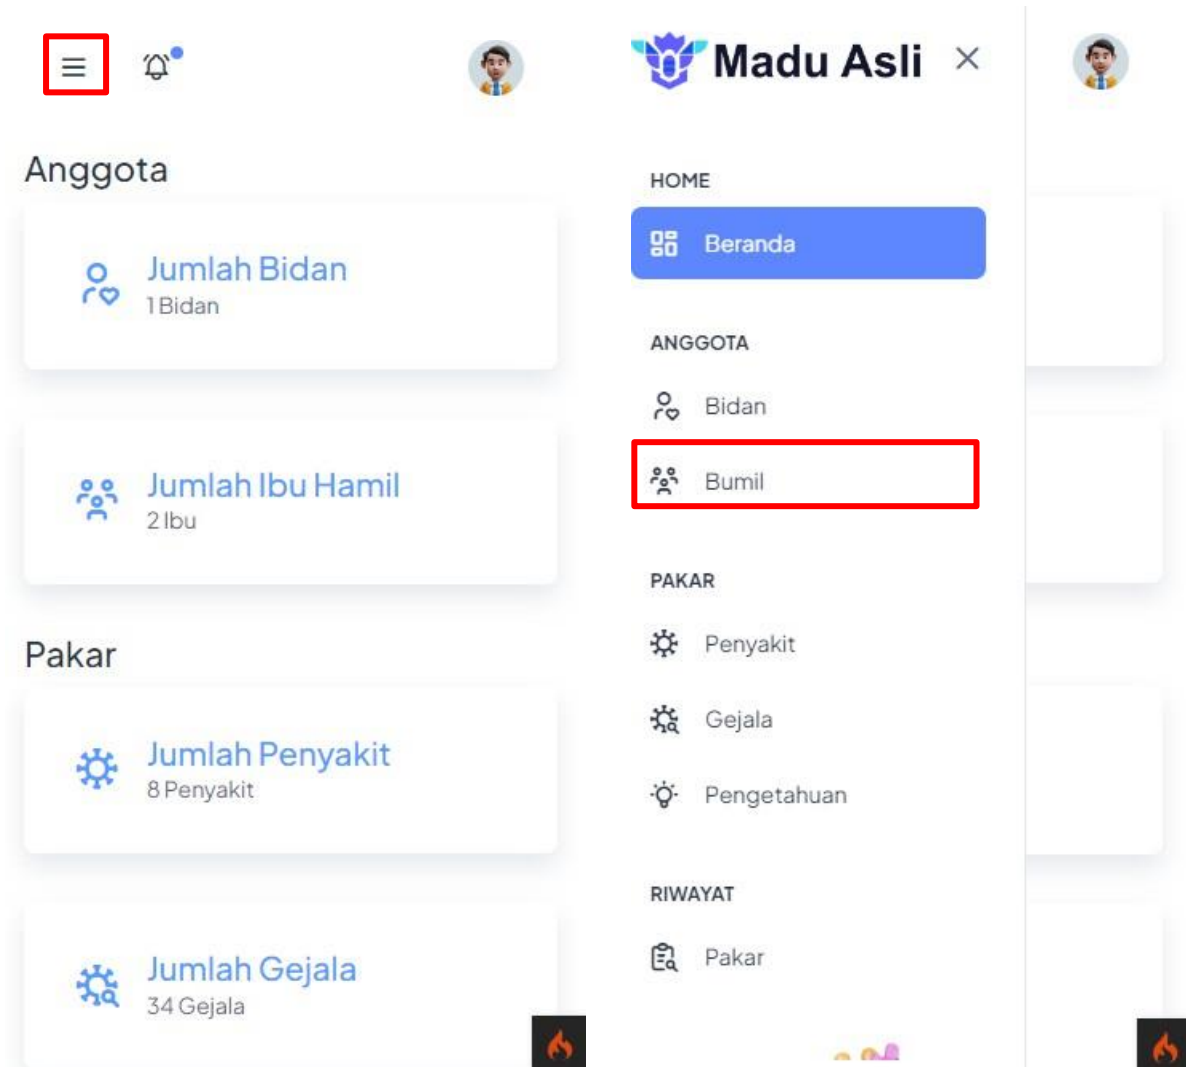 Anggota
Jumlah Bidan
1 Bidan
Jumlah Ibu Hamil
2 Ibu
Pakar
Jumlah Penyakit
8 Penyakit
Jumlah Gejala
34 Gejala
Madu Asli
HOME
Beranda
ANGGOTA
Bidan
Bumil
PAKAR
Penyakit
Gejala
Pengetahuan
RIWAYAT
Pakar